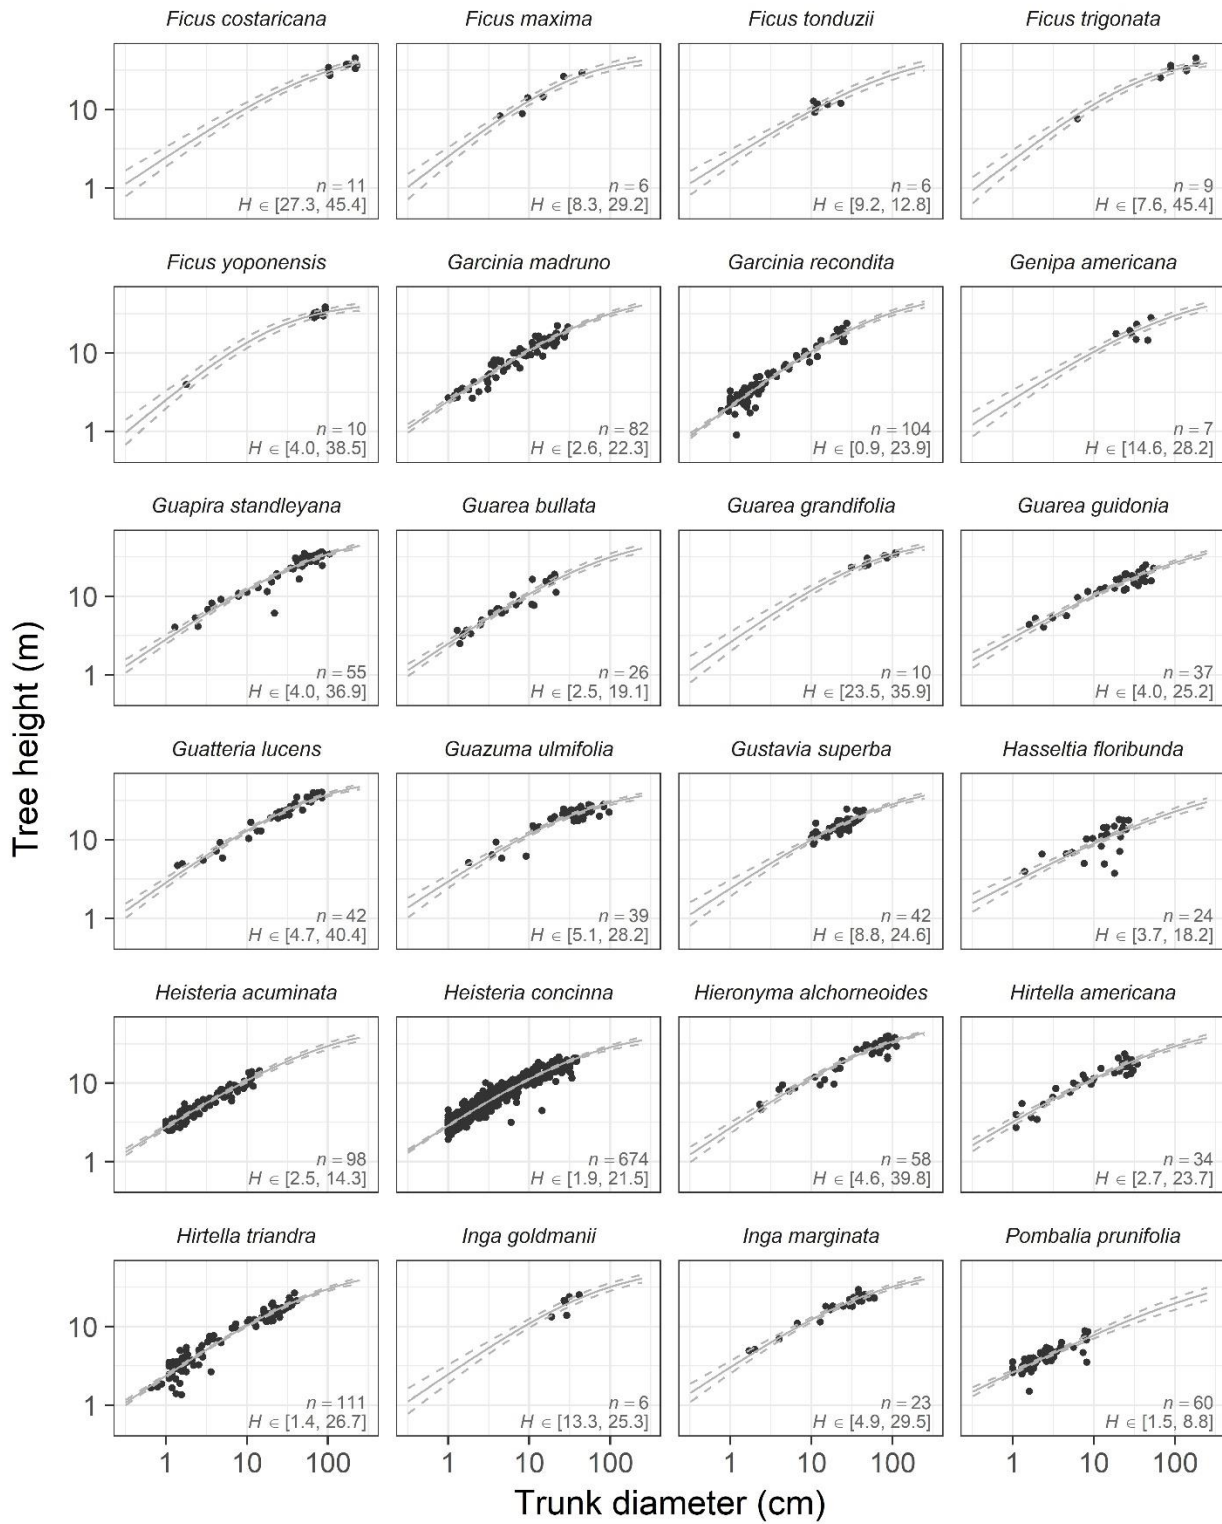 Ficus costaricana
Ficus maxima
Ficus tonduzii
Ficus trigonata
10
1
n = 11
H ∈ [27.3, 45.4]
n = 6
H ∈ [8.3, 29.2]
n = 6
H ∈ [9.2, 12.8]
n = 9
H ∈ [7.6, 45.4]
Ficus yoponensis
Garcinia madruno
Garcinia recondita
Genipa americana
10
1
n = 10
H ∈ [4.0, 38.5]
n = 82
H ∈ [2.6, 22.3]
n = 104
H ∈ [0.9, 23.9]
n = 7
H ∈ [14.6, 28.2]
Guapira standleyana
Guarea bullata
Guarea grandifolia
Guarea guidonia
10
1
n = 55
H ∈ [4.0, 36.9]
n = 26
H ∈ [2.5, 19.1]
n = 10
H ∈ [23.5, 35.9]
n = 37
H ∈ [4.0, 25.2]
Tree height (m)
Guatteria lucens
Guazuma ulmifolia
Gustavia superba
Hasseltia floribunda
10
1
n = 42
H ∈ [4.7, 40.4]
n = 39
H ∈ [5.1, 28.2]
n = 42
H ∈ [8.8, 24.6]
n = 24
H ∈ [3.7, 18.2]
Heisteria acuminata
Heisteria concinna
Hieronyma alchorneoides
Hirtella americana
10
1
n = 98
H ∈ [2.5, 14.3]
n = 674
H ∈ [1.9, 21.5]
n = 58
H ∈ [4.6, 39.8]
n = 34
H ∈ [2.7, 23.7]
Hirtella triandra
Inga goldmanii
Inga marginata
Pombalia prunifolia
10
1
n = 111
H ∈ [1.4, 26.7]
n = 6
H ∈ [13.3, 25.3]
n = 23
H ∈ [4.9, 29.5]
n = 60
H ∈ [1.5, 8.8]
1 10 100
1 10 100
1 10 100
1 10 100
Trunk diameter (cm)